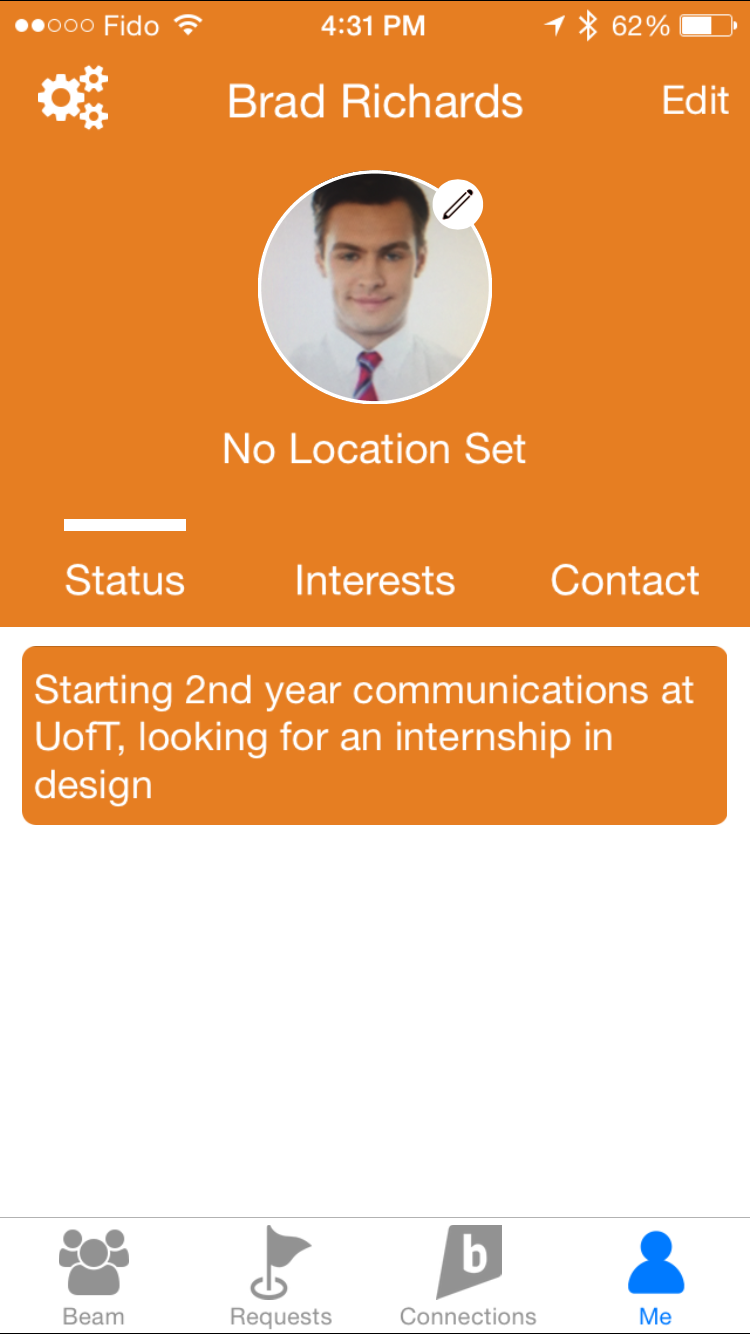 Fido 4:31 PM 62%
Brad Richards Edit
No Location Set
Status Interests Contact
Starting 2nd year communications at
UofT, looking for an internship in
design
b
Beam Requests Connections Me